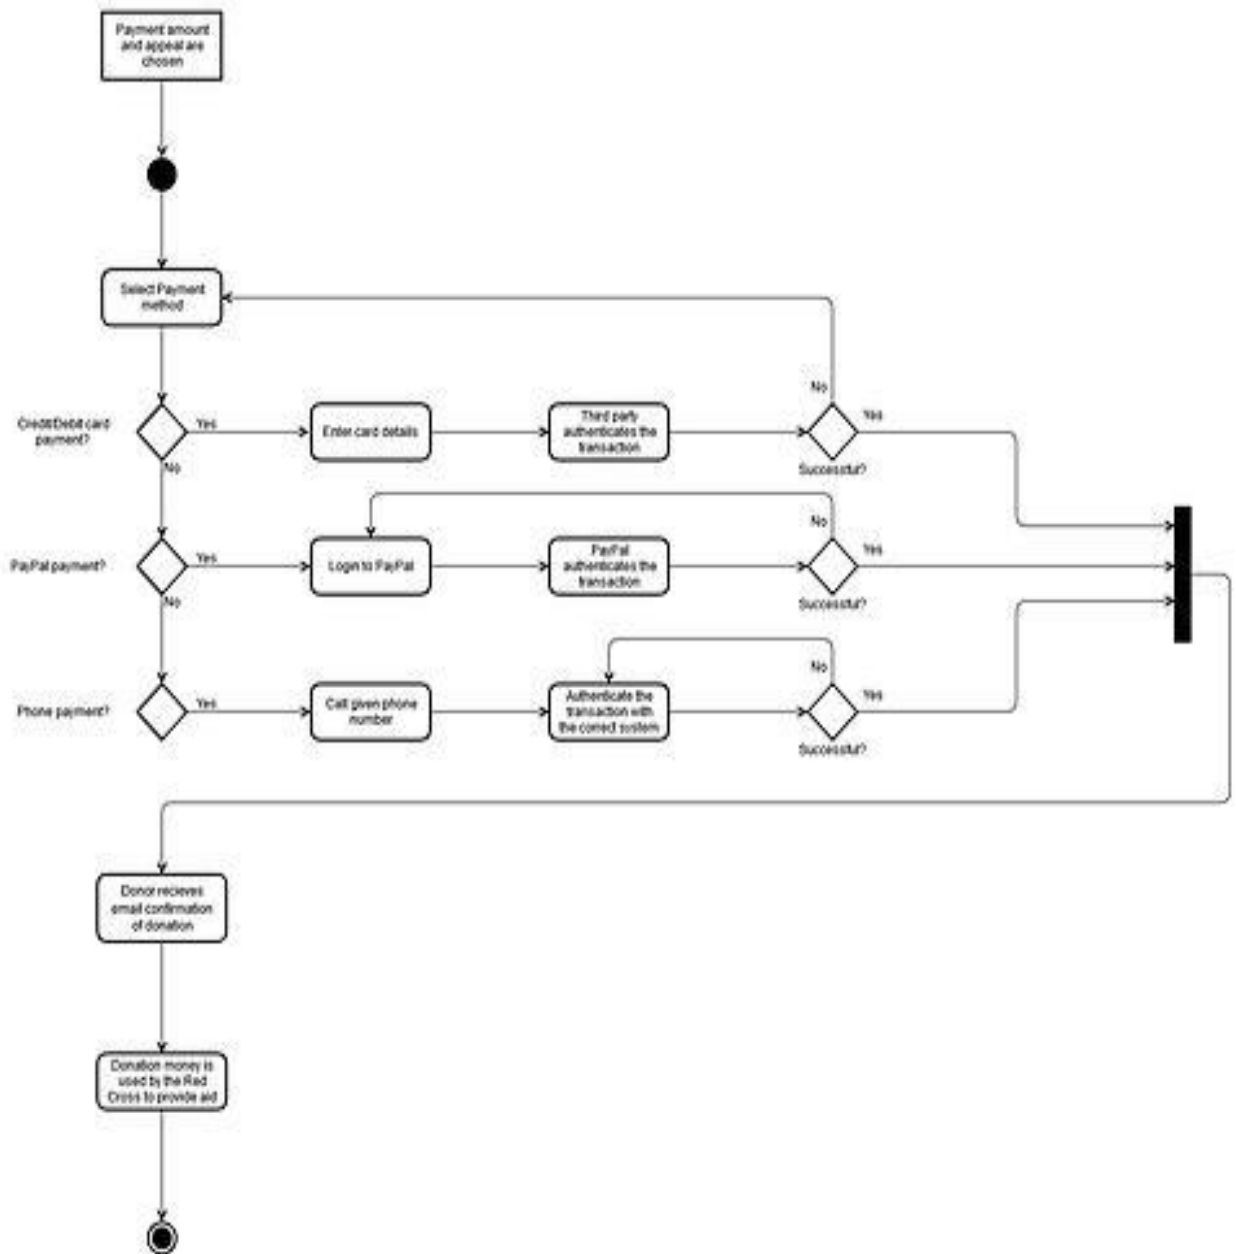 Payment amount
and appeal are
chosen
Select Payment
method
No
Credit/Debit card
payment?
Yes
Enter card details
Third party
authenticates the
transaction
Yes
Successful?
No
No
PayPal payment?
Yes
Login to PayPal
PayPal
authenticates the
transaction
Yes
Successful?
No
No
Phone payment?
Yes
Call given phone
number
Authenticate the
transaction with
the correct system
Yes
Successful?
Donor recieves
email confirmation
of donation
Donation money is
used by the Red
Cross to provide aid